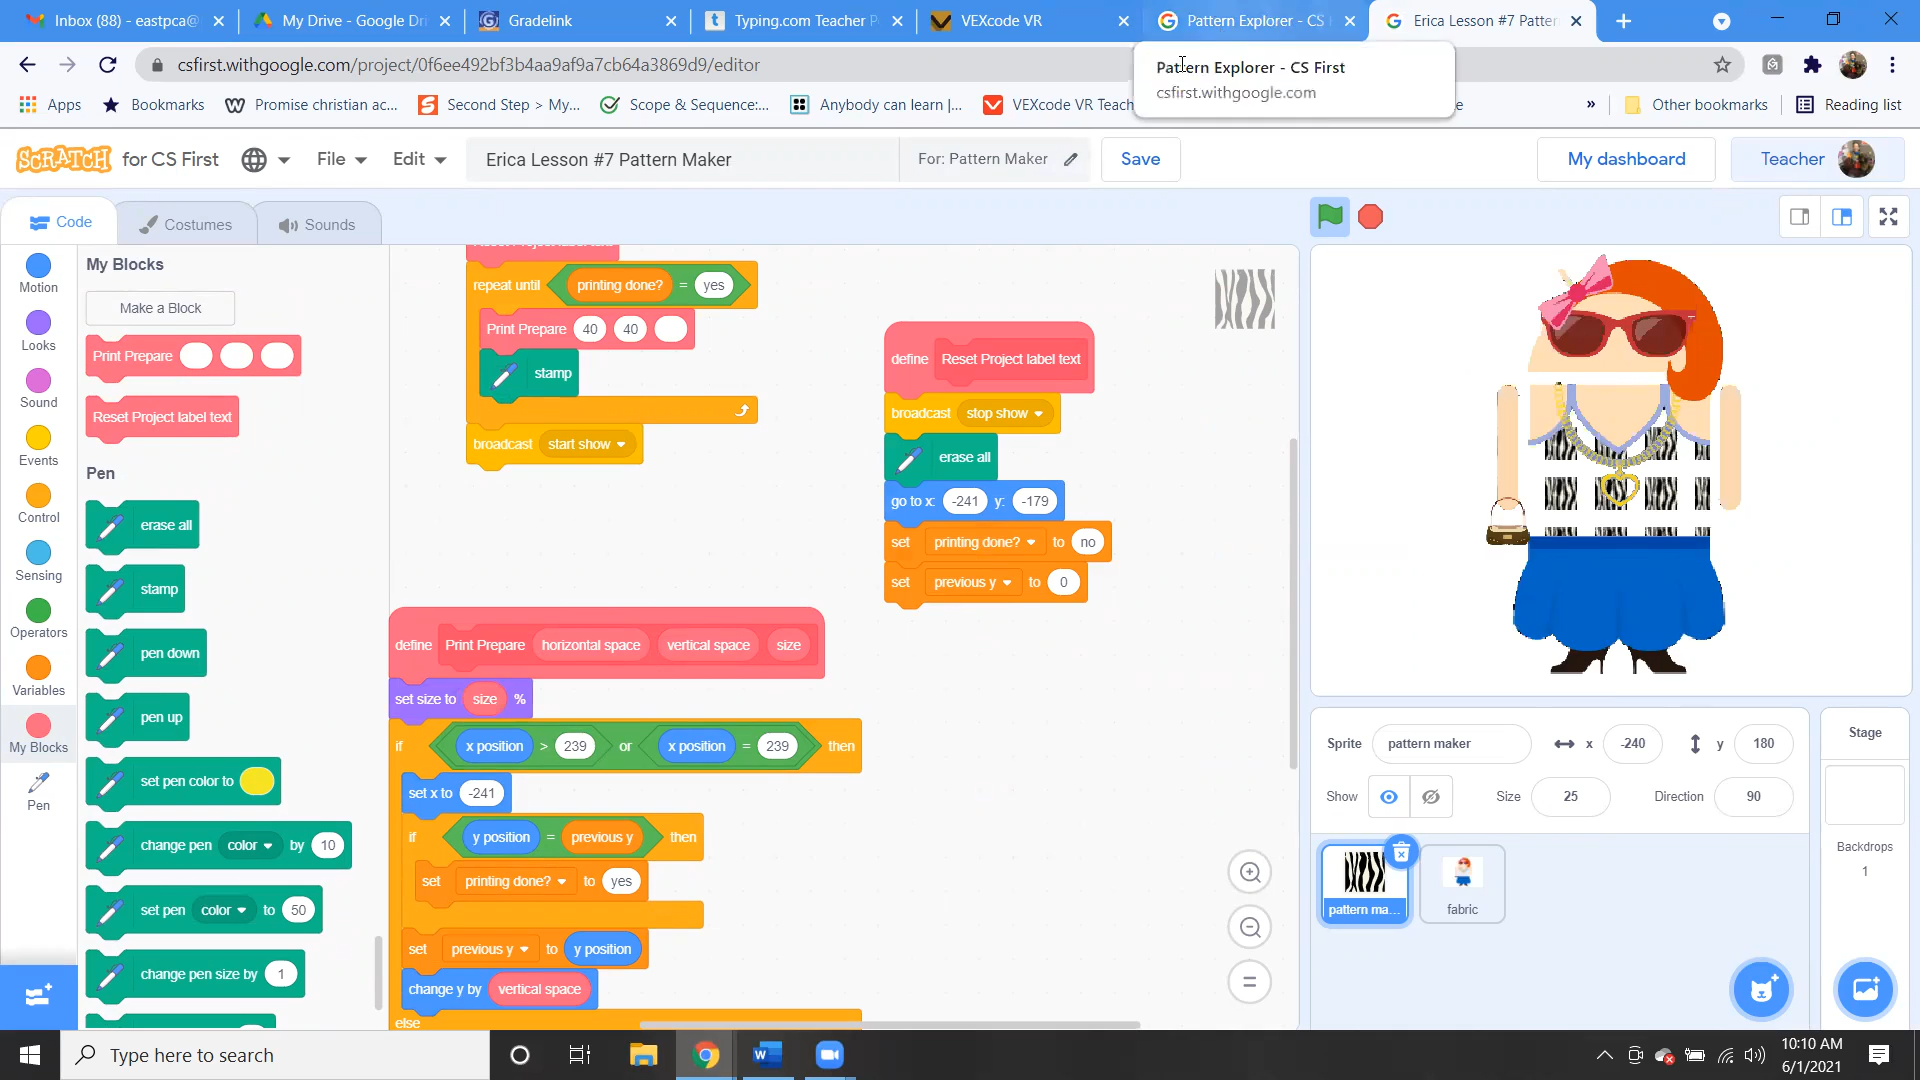 Inbox (88) - eastpca@
My Drive - Google Dri
Gradelink
Typing.com Teacher P
VEXcode VR
Pattern Explorer - CS
Erica Lesson #7 Patter
csfirst.withgoogle.com/project/0f6ee492bf3b4aa9af9a7cb64a3869d9/editor
Pattern Explorer - CS First
csfirst.withgoogle.com
Apps
Bookmarks
Promise christian ac...
Second Step > My...
Scope & Sequence:...
Anybody can learn |...
VEXcode VR Teach
»
Other bookmarks
Reading list
SCRATCH for CS First
File
Edit
Erica Lesson #7 Pattern Maker
For: Pattern Maker
Save
My dashboard
Teacher
Code
Costumes
Sounds
Motion
Looks
Sound
Events
Control
Sensing
Operators
Variables
My Blocks
Pen
My Blocks
Make a Block
Print Prepare
Reset Project label text
Pen
erase all
stamp
pen down
pen up
set pen color to
change pen color by 10
set pen color to 50
change pen size by 1
repeat until printing done? = yes
Print Prepare 40 40
stamp
broadcast start show
define Reset Project label text
broadcast stop show
erase all
go to x: -241 y: -179
set printing done? to no
set previous y to 0
define Print Prepare horizontal space vertical space size
set size to size %
if x position > 239 or x position = 239 then
set x to -241
if y position = previous y then
set printing done? to yes
set previous y to y position
change y by vertical space
else
Sprite pattern maker x -240 y 180
Show Size 25 Direction 90
pattern ma...
fabric
Stage
Backdrops
1
Type here to search
10:10 AM
6/1/2021